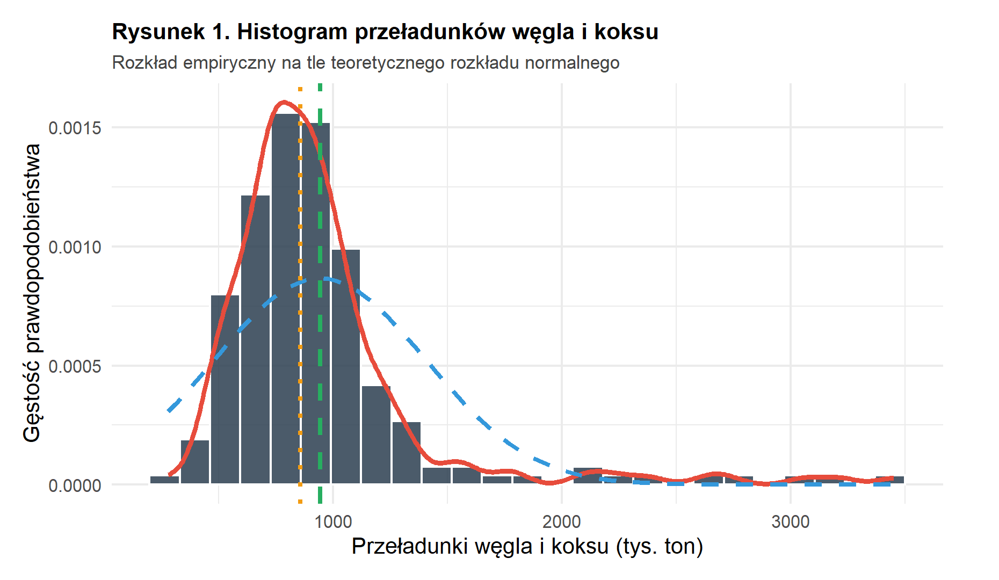 Rysunek 1. Histogram przeładunków węgla i koksu
Rozkład empiryczny na tle teoretycznego rozkładu normalnego
Gęstość prawdopodobieństwa
0.0015
0.0010
0.0005
0.0000
1000 2000 3000
Przeładunki węgla i koksu (tys. ton)